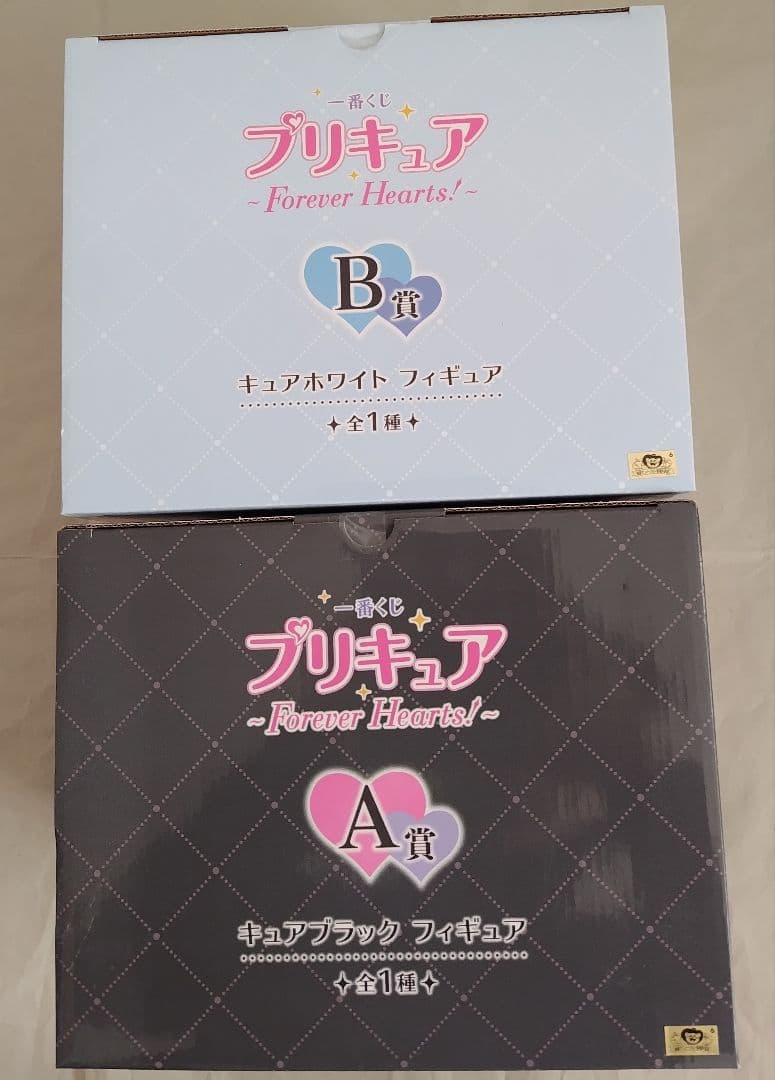 一番くじ
プリキュア
～Forever Hearts!～
B賞
キュアホワイト フィギュア
全1種
一番くじ
プリキュア
～Forever Hearts!～
A賞
キュアブラック フィギュア
全1種